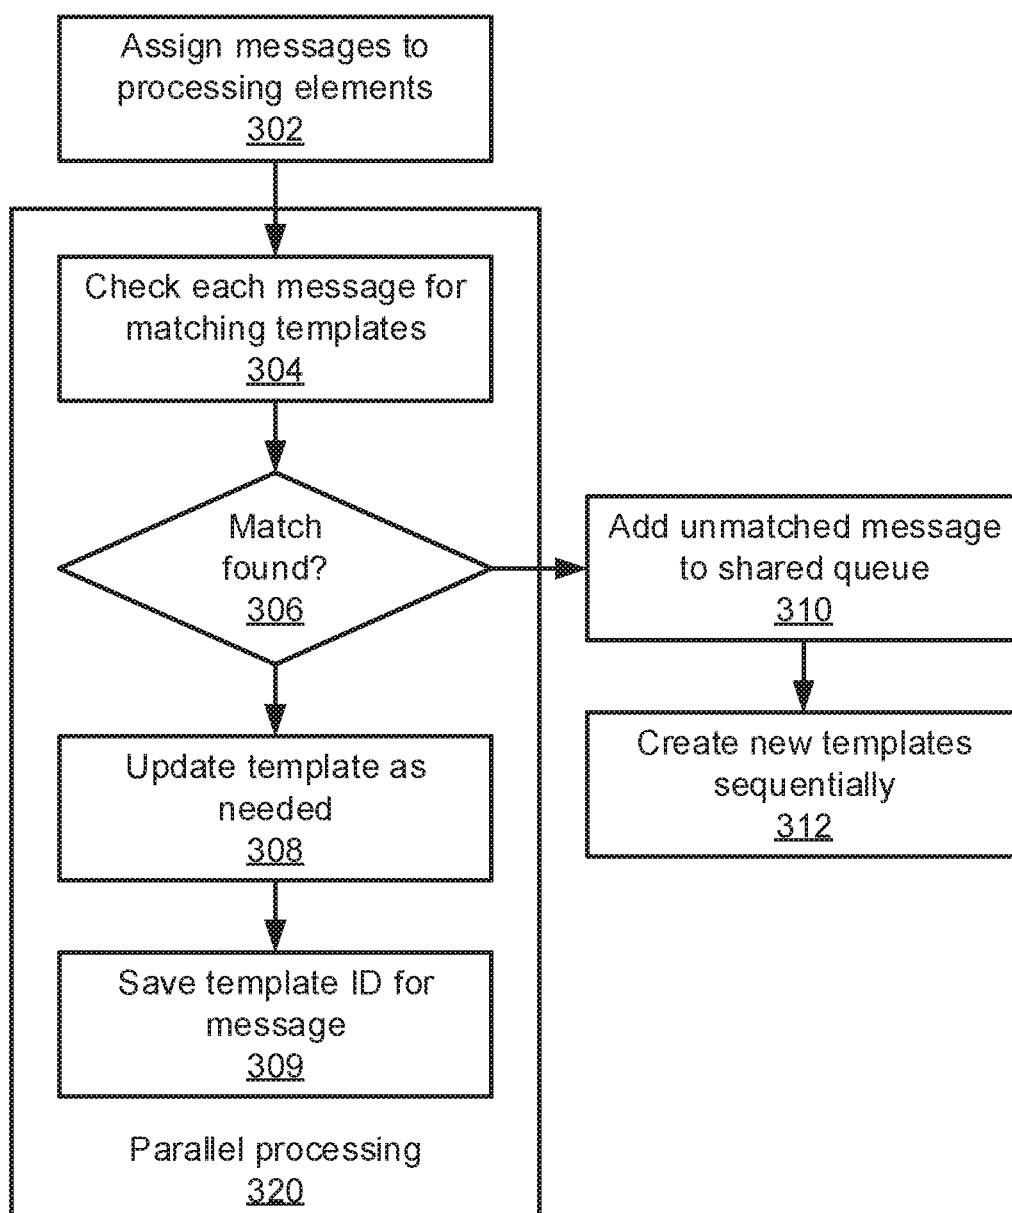 Assign messages to
processing elements
302
Check each message for
matching templates
304
Match
found?
306
Update template as
needed
308
Save template ID for
message
309
Parallel processing
320
Add unmatched message
to shared queue
310
Create new templates
sequentially
312